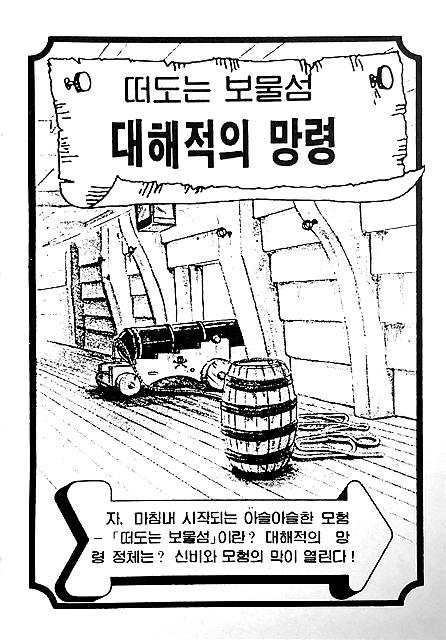 떠도는 보물섬
대해적의 망령
자, 마침내 시작되는 아슬아슬한 모험
-「떠도는 보물섬」이란? 대해적의 망
령 정체는? 신비와 모험의 막이 열린다!